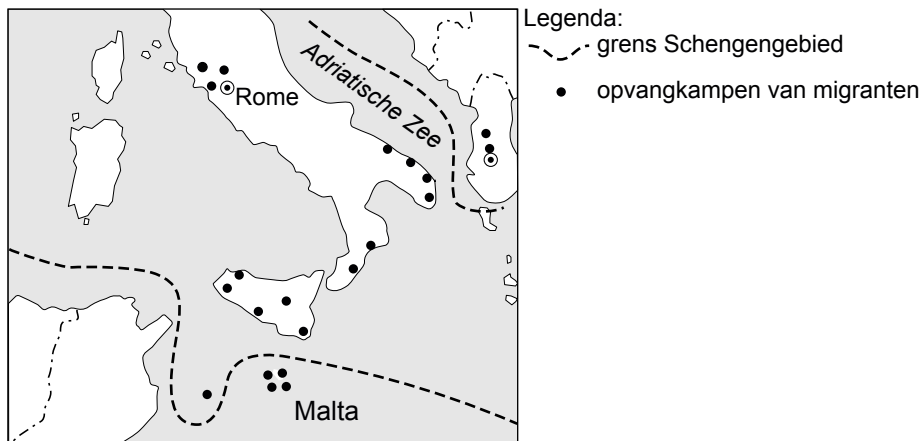 Legenda:
grens Schengengebied
opvangkampen van migranten
Adriatische Zee
Rome
Malta